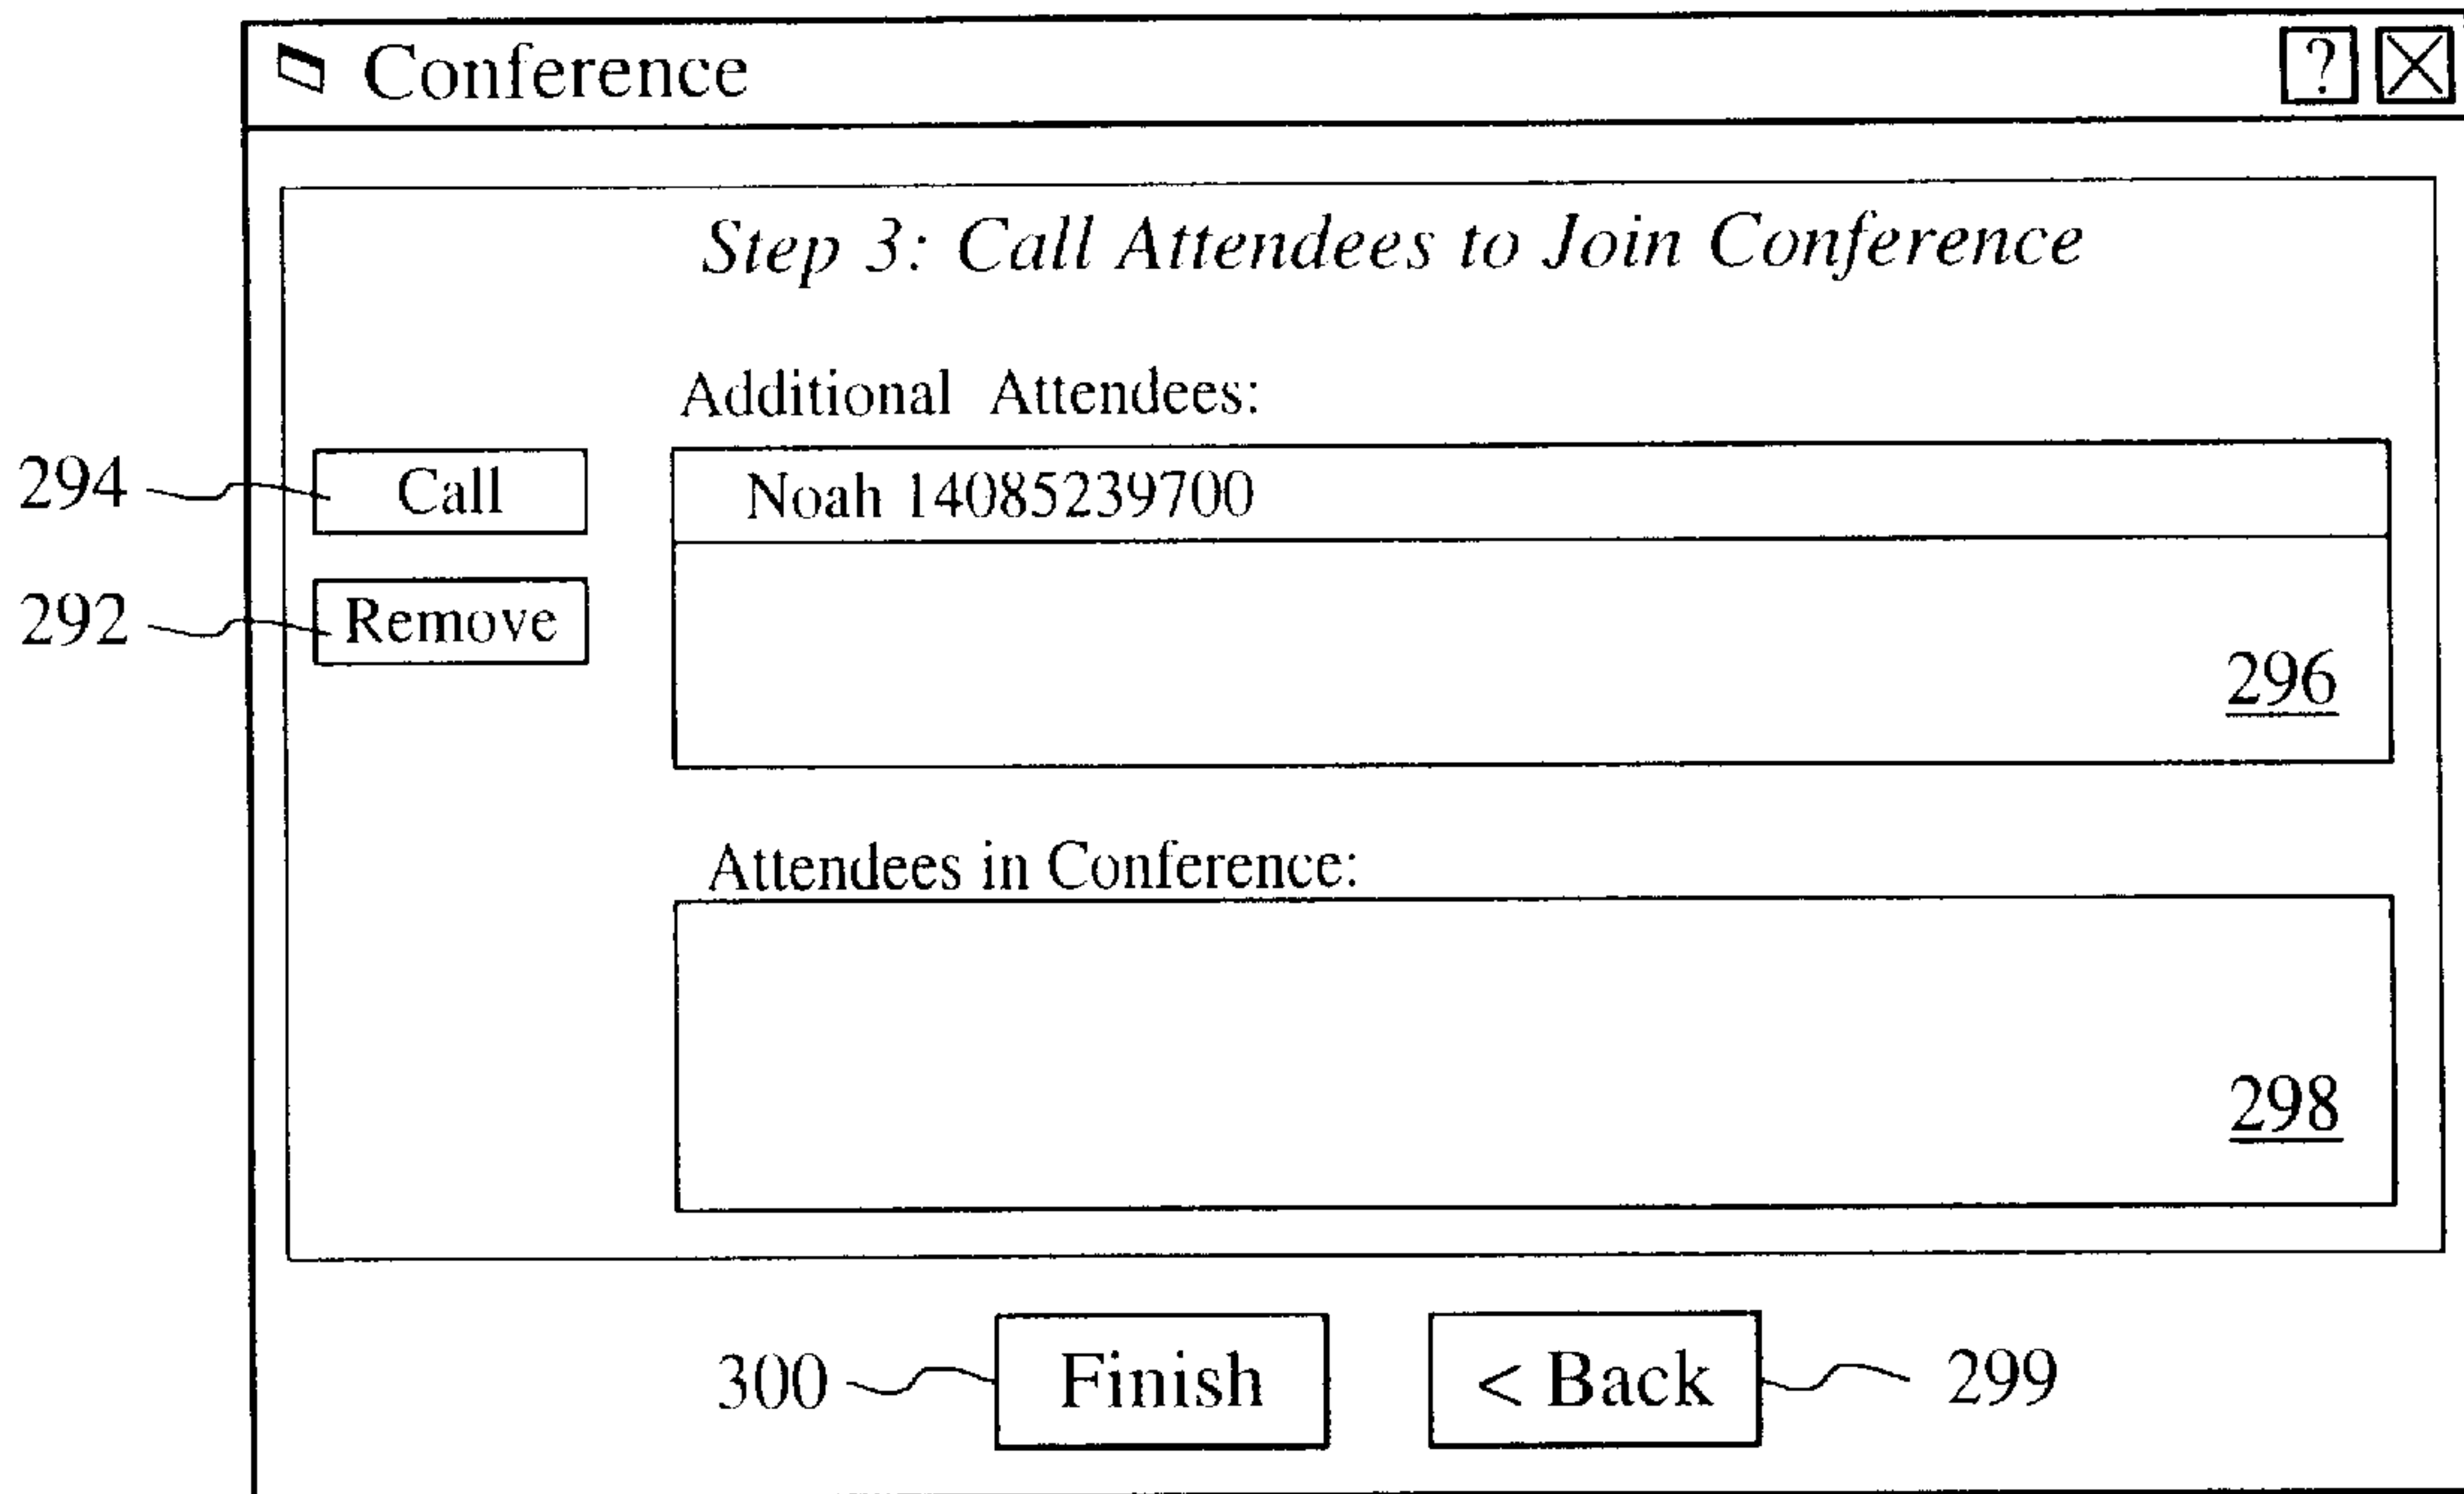 Conference ?
Step 3: Call Attendees to Join Conference
Additional Attendees:
294 Call Noah 14085239700
292 Remove
296
Attendees in Conference:
298
300 Finish < Back 299